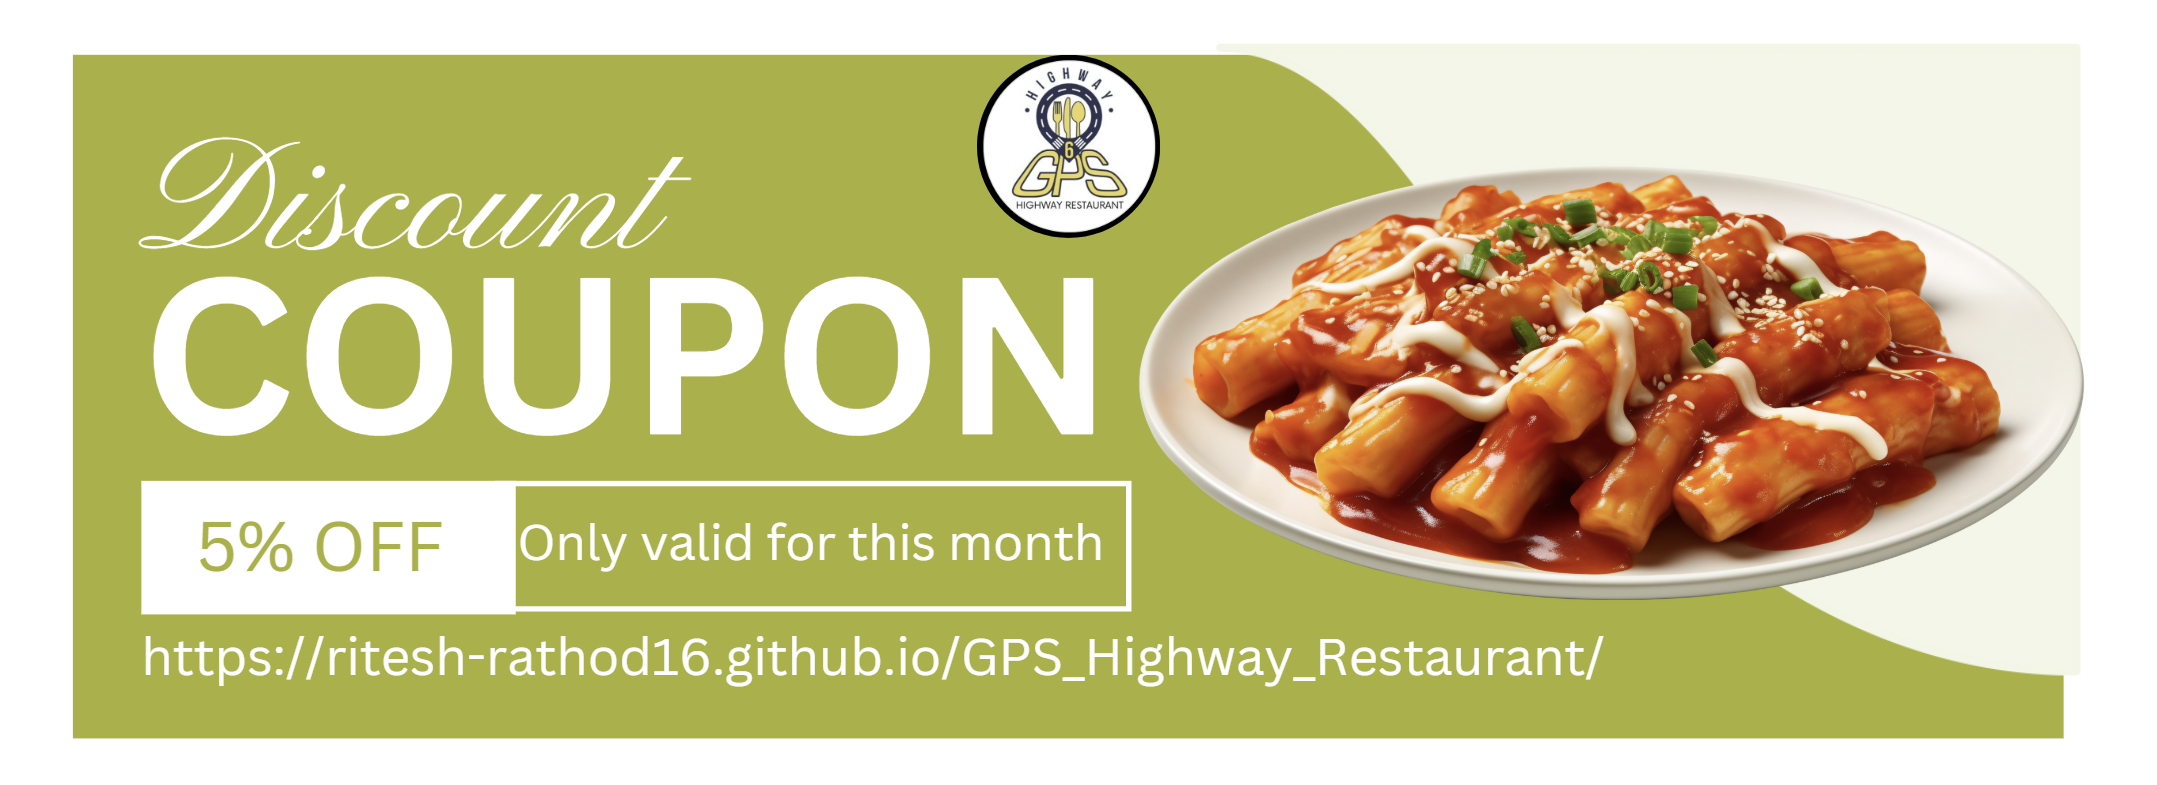 HIGHWAY
6
GPS
HIGHWAY RESTAURANT
Discount
COUPON
5% OFF
Only valid for this month
https://ritesh-rathod16.github.io/GPS_Highway_Restaurant/